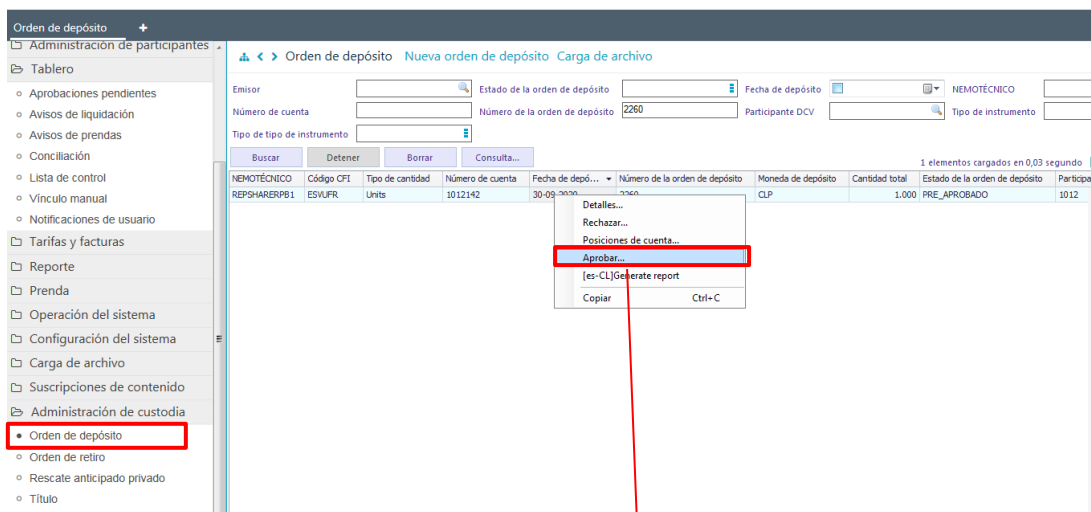 Orden de depósito +
Administración de participantes
Tablero
Aprobaciones pendientes
Avisos de liquidación
Avisos de prendas
Conciliación
Lista de control
Vínculo manual
Notificaciones de usuario
Tarifas y facturas
Reporte
Prenda
Operación del sistema
Configuración del sistema
Carga de archivo
Suscripciones de contenido
Administración de custodia
Orden de depósito
Orden de retiro
Rescate anticipado privado
Título
Orden de depósito Nueva orden de depósito Carga de archivo
Emisor Estado de la orden de depósito Fecha de depósito NEMOTÉCNICO
Número de cuenta Número de la orden de depósito 2260 Participante DCV Tipo de instrumento
Tipo de tipo de instrumento
Buscar Detener Borrar Consulta...
1 elementos cargados en 0,03 segundo
NEMOTÉCNICO Código CFI Tipo de cantidad Número de cuenta Fecha de depó... Número de la orden de depósito Moneda de depósito Cantidad total Estado de la orden de depósito Participa
REPSHARERPB1 ESVUFR Units 1012142 30-09-2020 2260 CLP 1.000 PRE_APROBADO 1012
Detalles...
Rechazar...
Posiciones de cuenta...
Aprobar...
[es-CL]Generate report
Copiar Ctrl+C